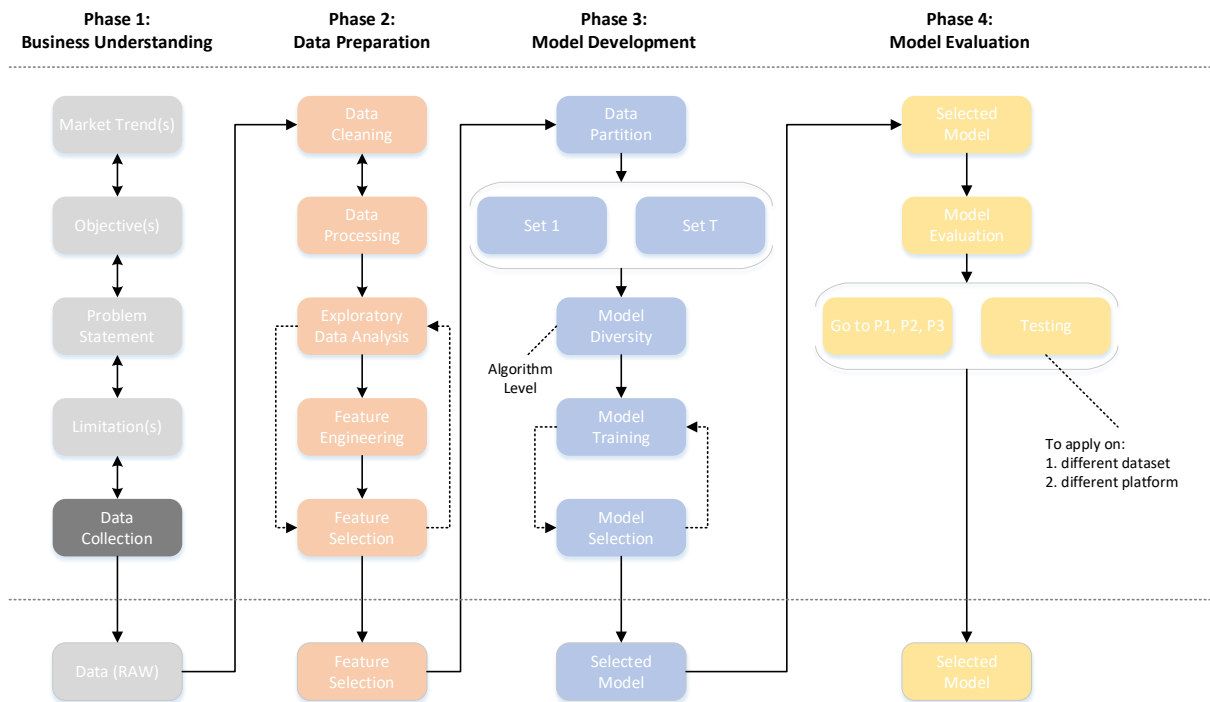 Phase 1:
Business Understanding
Phase 2:
Data Preparation
Phase 3:
Model Development
Phase 4:
Model Evaluation
Market Trend(s)
Objective(s)
Problem
Statement
Limitation(s)
Data
Collection
Data (RAW)
Data
Cleaning
Data
Processing
Exploratory
Data Analysis
Feature
Engineering
Feature
Selection
Feature
Selection
Data
Partition
Set 1
Set T
Model
Diversity
Algorithm
Level
Model
Training
Model
Selection
Selected
Model
Selected
Model
Model
Evaluation
Go to P1, P2, P3
Testing
To apply on:
1. different dataset
2. different platform
Selected
Model